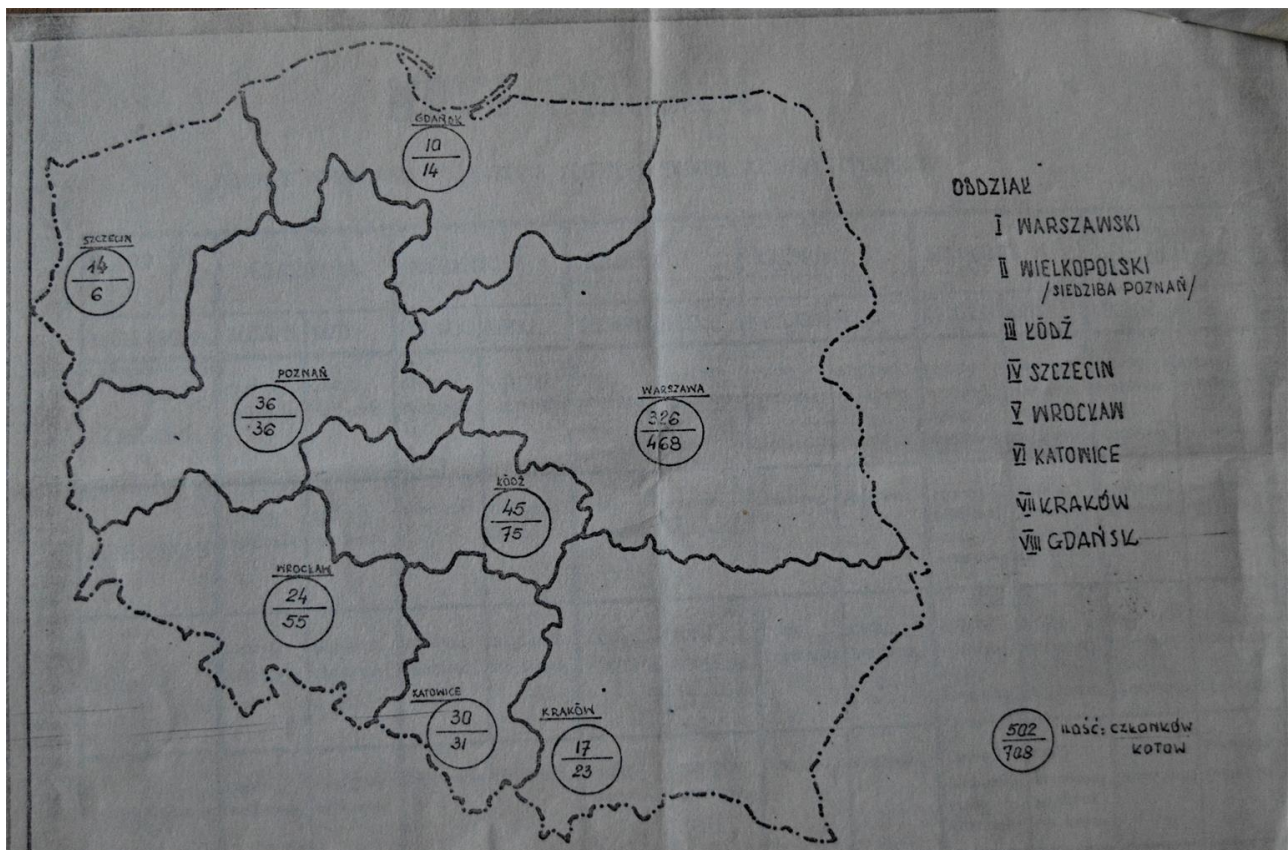 GDAŃSK
10
14
SZCZECIN
14
6
POZNAŃ
36
36
WARSZAWA
326
468
ŁÓDŹ
45
75
WROCŁAW
24
55
KATOWICE
30
31
KRAKÓW
17
23
ODDZIAŁ
I WARSZAWSKI
II WIELKOPOLSKI
/SIEDZIBA POZNAŃ/
III ŁÓDŹ
IV SZCZECIN
V WROCŁAW
VI KATOWICE
VII KRAKÓW
VIII GDAŃSK
502
708
ILOŚĆ: CZŁONKÓW
KOTÓW